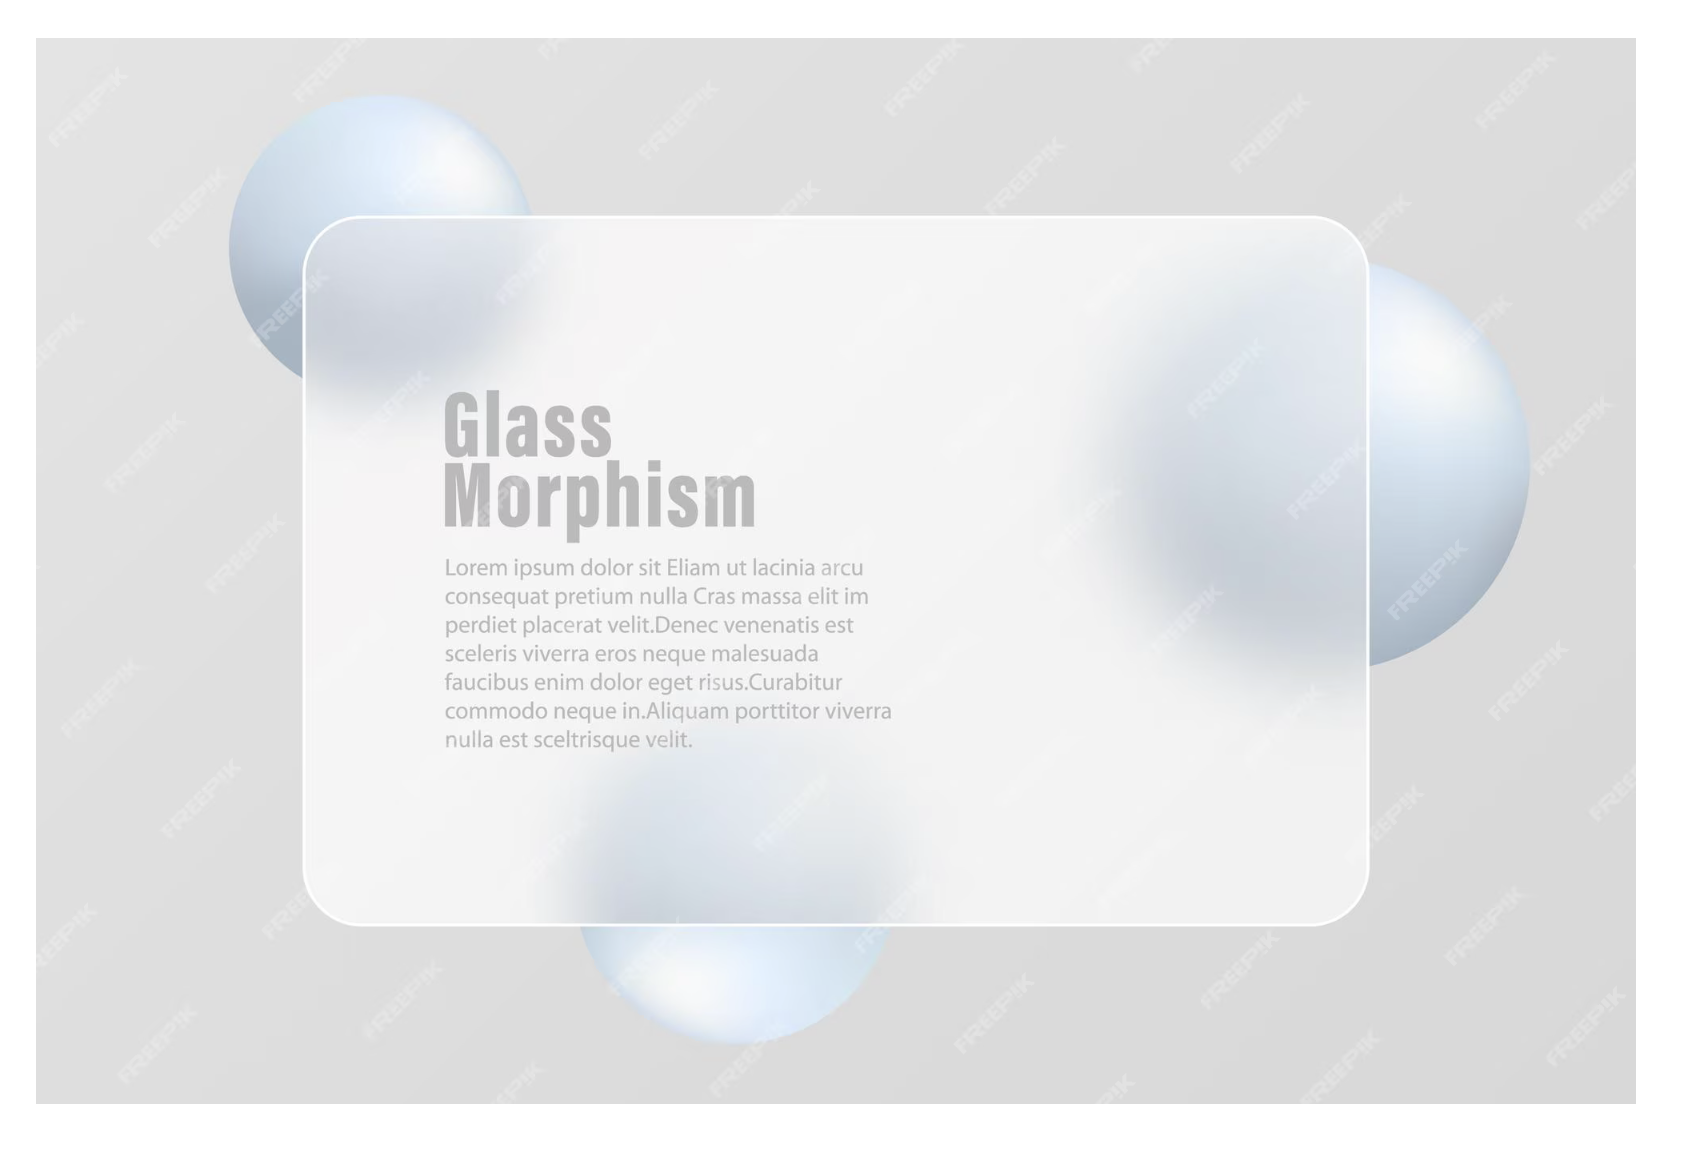 Glass
Morphism
Lorem ipsum dolor sit Eliam ut lacinia arcu
consequat pretium nulla Cras massa elit im
perdiet placerat velit.Denec venenatis est
sceleris viverra eros neque malesuada
faucibus enim dolor eget risus.Curabitur
commodo neque in.Aliquam porttitor viverra
nulla est sceltrisque velit.
FREEPIK